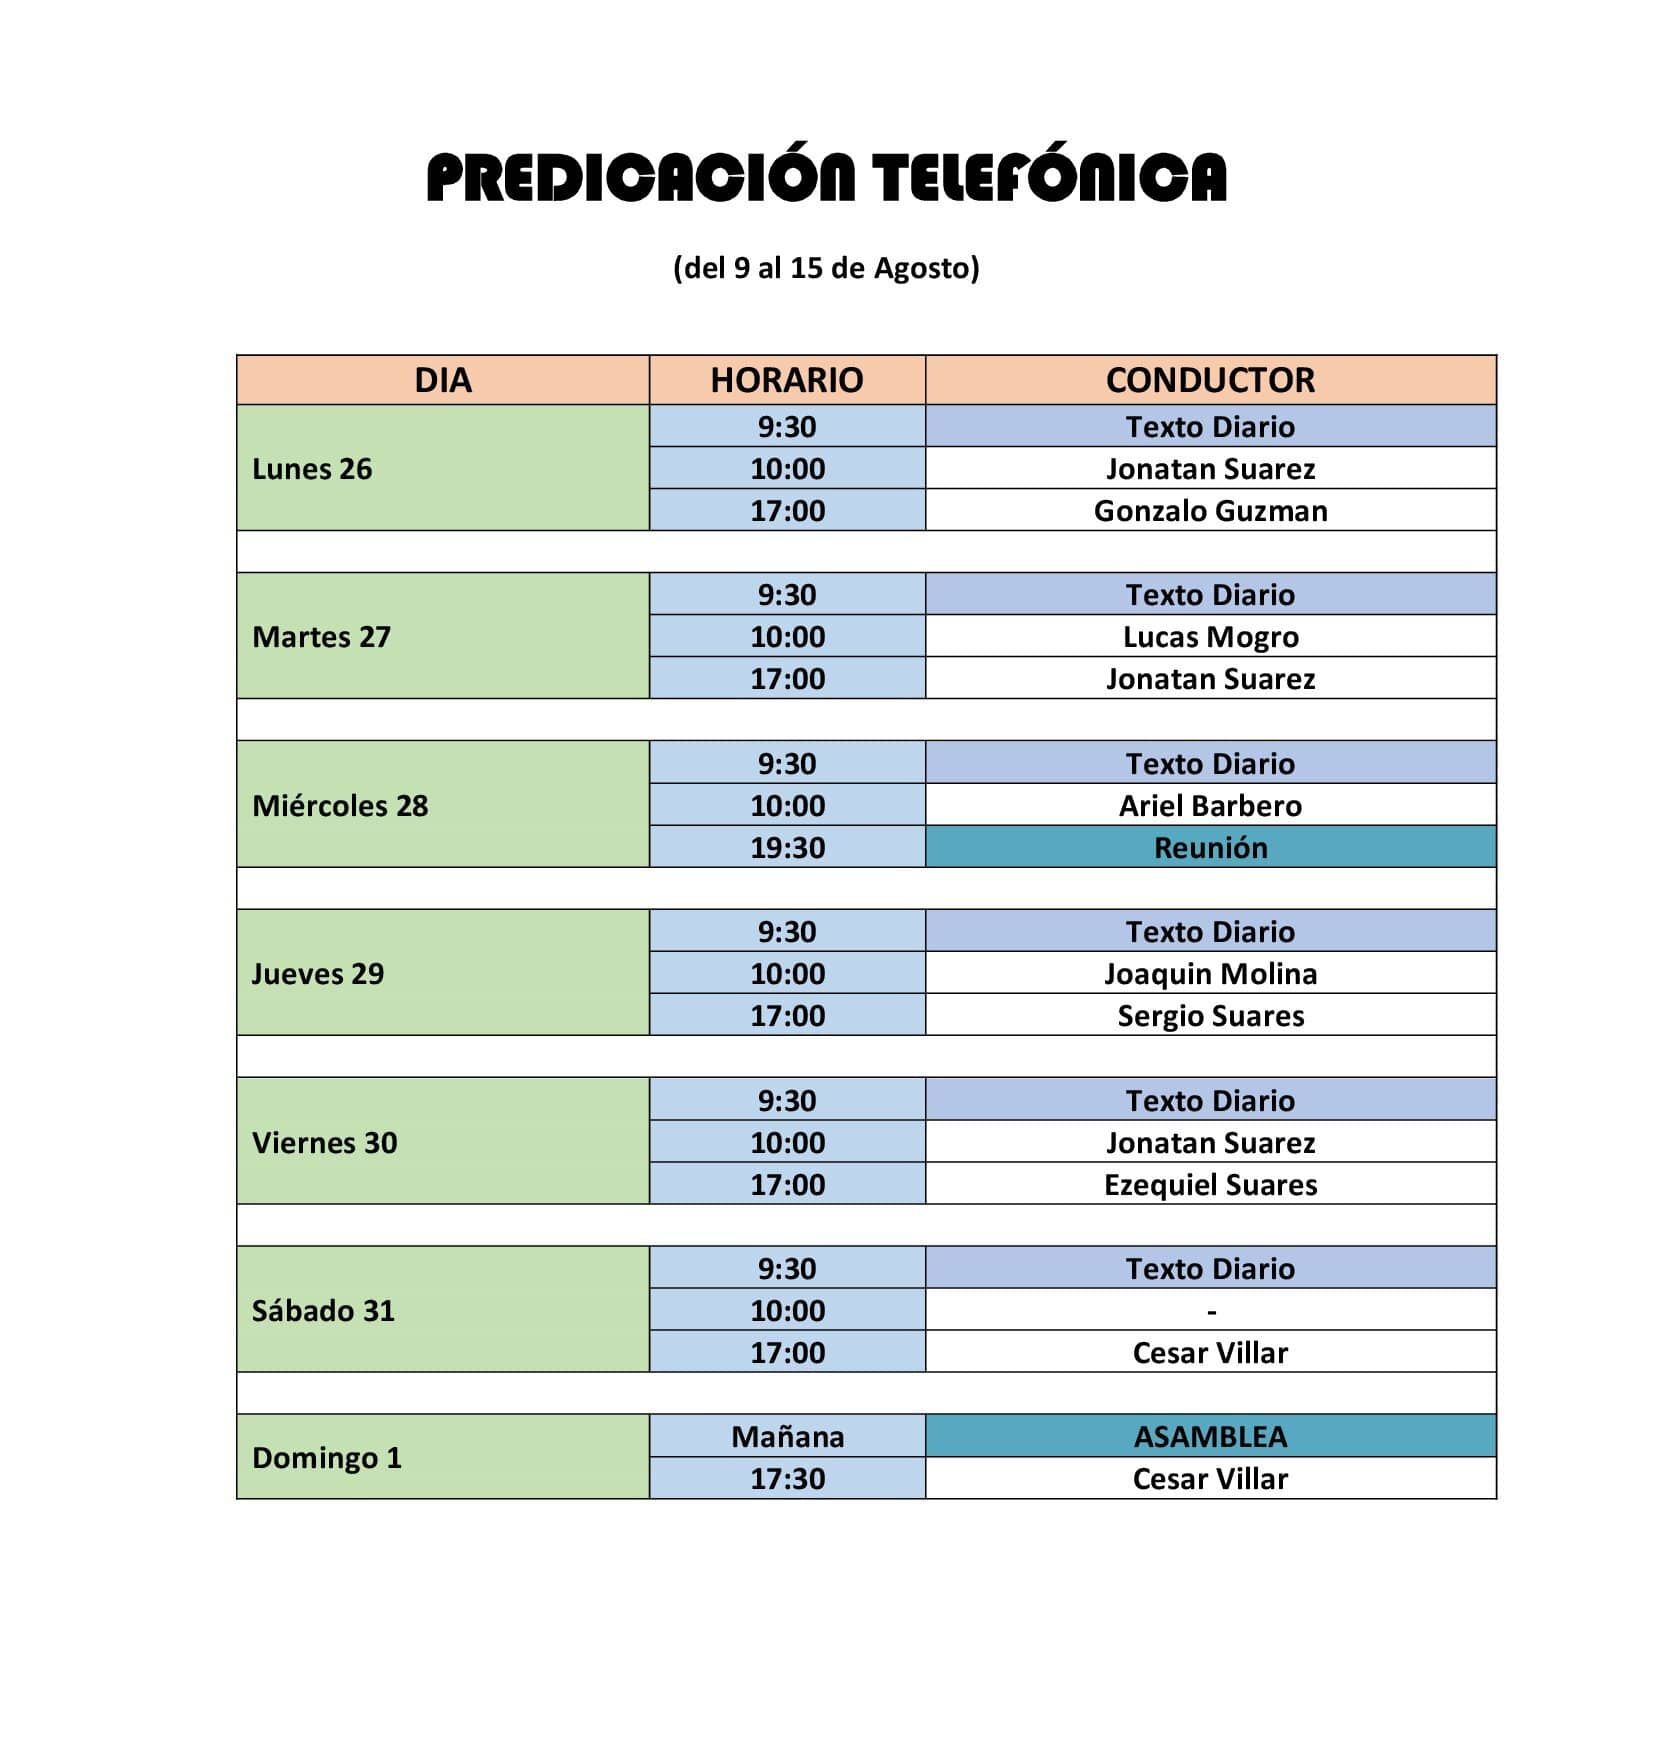 PREDICACIÓN TELEFÓNICA
(del 9 al 15 de Agosto)
DIA HORARIO CONDUCTOR
Lunes 26
9:30 Texto Diario
10:00 Jonatan Suarez
17:00 Gonzalo Guzman
Martes 27
9:30 Texto Diario
10:00 Lucas Mogro
17:00 Jonatan Suarez
Miércoles 28
9:30 Texto Diario
10:00 Ariel Barbero
19:30 Reunión
Jueves 29
9:30 Texto Diario
10:00 Joaquin Molina
17:00 Sergio Suares
Viernes 30
9:30 Texto Diario
10:00 Jonatan Suarez
17:00 Ezequiel Suares
Sábado 31
9:30 Texto Diario
10:00 -
17:00 Cesar Villar
Domingo 1
Mañana ASAMBLEA
17:30 Cesar Villar